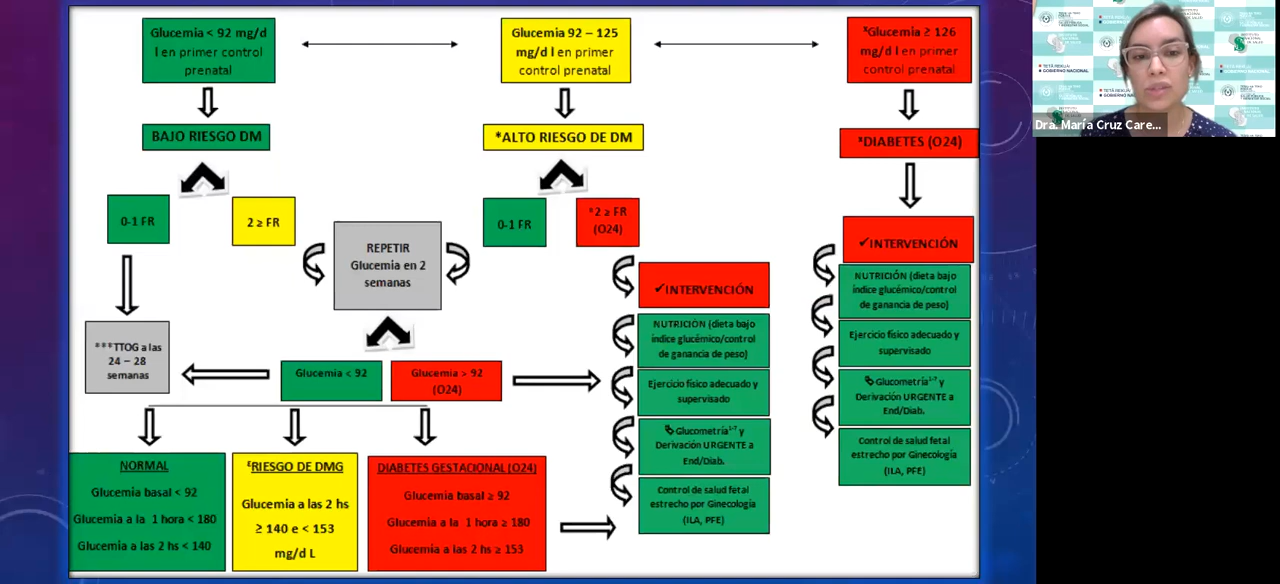 Glucemia < 92 mg/d
l en primer control
prenatal
Glucemia 92 – 125
mg/d l en primer
control prenatal
*Glucemia ≥ 126
mg/d l en primer
control prenatal
BAJO RIESGO DM
*ALTO RIESGO DE DM
*DIABETES (O24)
0-1 FR
2 ≥ FR
REPETIR
Glucemia en 2
semanas
0-1 FR
*2 ≥ FR
(O24)
✓INTERVENCIÓN
NUTRICIÓN (dieta bajo
índice glucémico/control
de ganancia de peso)
Ejercicio físico adecuado y
supervisado
Glucometría¹⁻⁷ y
Derivación URGENTE a
End/Diab.
Control de salud fetal
estrecho por Ginecología
(ILA, PFE)
✓INTERVENCIÓN
NUTRICIÓN (dieta bajo
índice glucémico/control
de ganancia de peso)
Ejercicio físico adecuado y
supervisado
Glucometría¹⁻⁷ y
Derivación URGENTE a
End/Diab.
Control de salud fetal
estrecho por Ginecología
(ILA, PFE)
***TTOG a las
24 – 28
semanas
Glucemia < 92
Glucemia > 92
(O24)
NORMAL
Glucemia basal < 92
Glucemia a la 1 hora < 180
Glucemia a las 2 hs < 140
£RIESGO DE DMG
Glucemia a las 2 hs
≥ 140 e < 153
mg/d L
DIABETES GESTACIONAL (O24)
Glucemia basal ≥ 92
Glucemia a la 1 hora ≥ 180
Glucemia a las 2 hs ≥ 153
TETÃ REKUÁI
GOBIERNO NACIONAL
Dra. María Cruz Care...